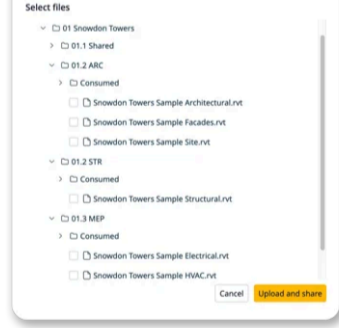 Select files
01 Snowdon Towers
01.1 Shared
01.2 ARC
Consumed
Snowdon Towers Sample Architectural.rvt
Snowdon Towers Sample Facades.rvt
Snowdon Towers Sample Site.rvt
01.2 STR
Consumed
Snowdon Towers Sample Structural.rvt
01.3 MEP
Consumed
Snowdon Towers Sample Electrical.rvt
Snowdon Towers Sample HVAC.rvt
Cancel Upload and share